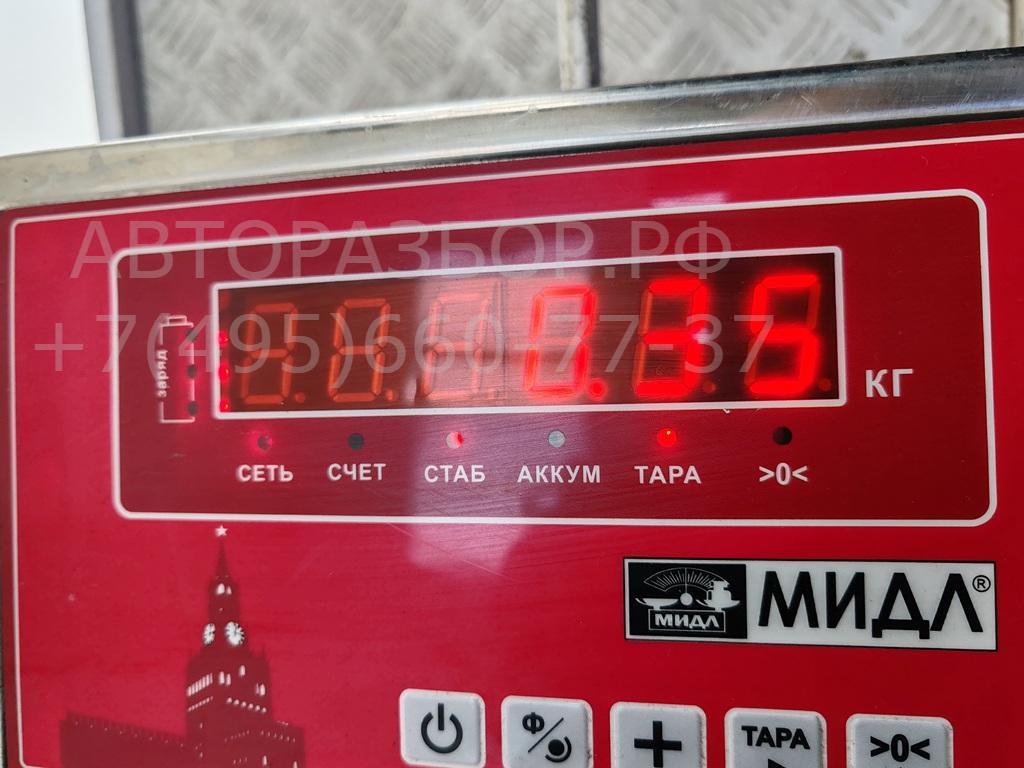 АВТОРАЗБОР.РФ
+7(495)660-77-37
заряд
0.35
КГ
СЕТЬ СЧЕТ СТАБ АККУМ ТАРА >0<
МИДЛ МИДЛ®
Ф ТАРА >0<